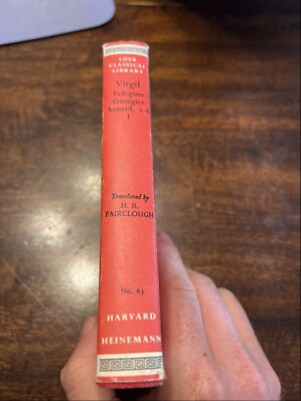 LOEB
CLASSICAL
LIBRARY
Virgil
Eclogues
Georgics
Aeneid, 1-6
I
Translated by
H. R.
FAIRCLOUGH
No. 63
HARVARD
HEINEMANN